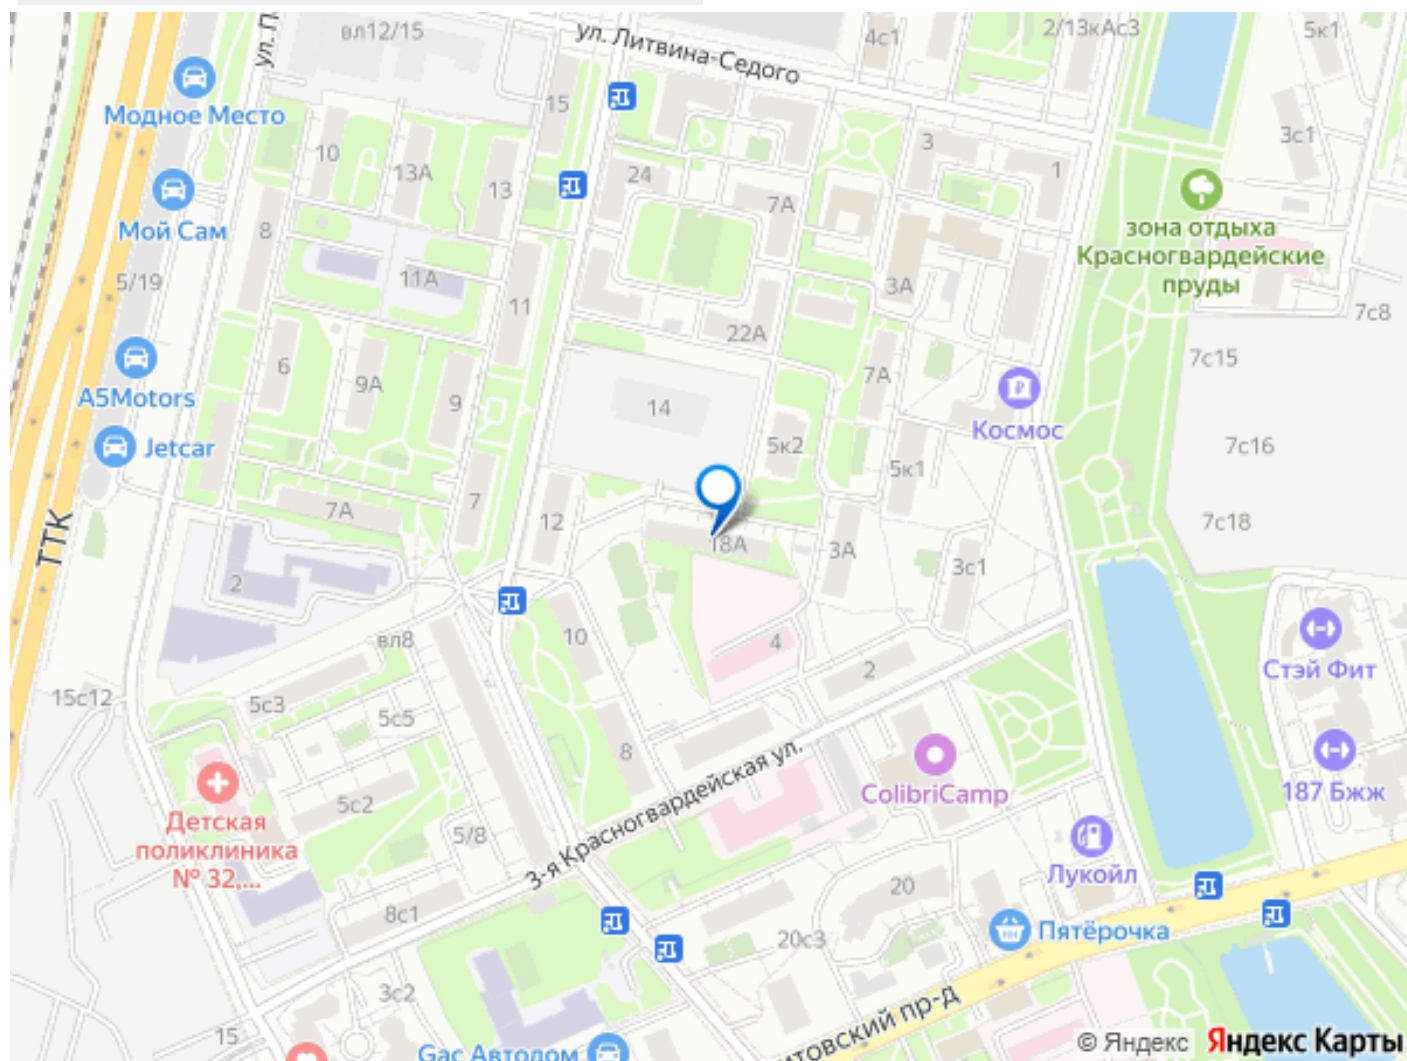 вл12/15
ул. Литвина-Седого
4с1
2/13кАс3
5к1
ул. П
Модное Место
15
3с1
10
13А
13
24
3
1
7А
Мой Сам
8
зона отдыха
Красногвардейские
пруды
5/19
11А
11
3А
22А
7с8
7с15
A5Motors
6
9А
9
14
7А
Космос
Jetcar
5к2
5к1
7с16
7А
7
12
18А
3А
3с1
7с18
ТТК
2
вл8
10
4
2
Стэй Фит
15с12
5с3
5с5
8
3-я Красногвардейская ул.
ColibriCamp
187 Бжж
5с2
5/8
Детская
поликлиника
№ 32,...
Лукойл
8с1
20
20с3
Пятёрочка
3с2
15
Gac Автодом
итовский пр-д
© Яндекс Яндекс Карты